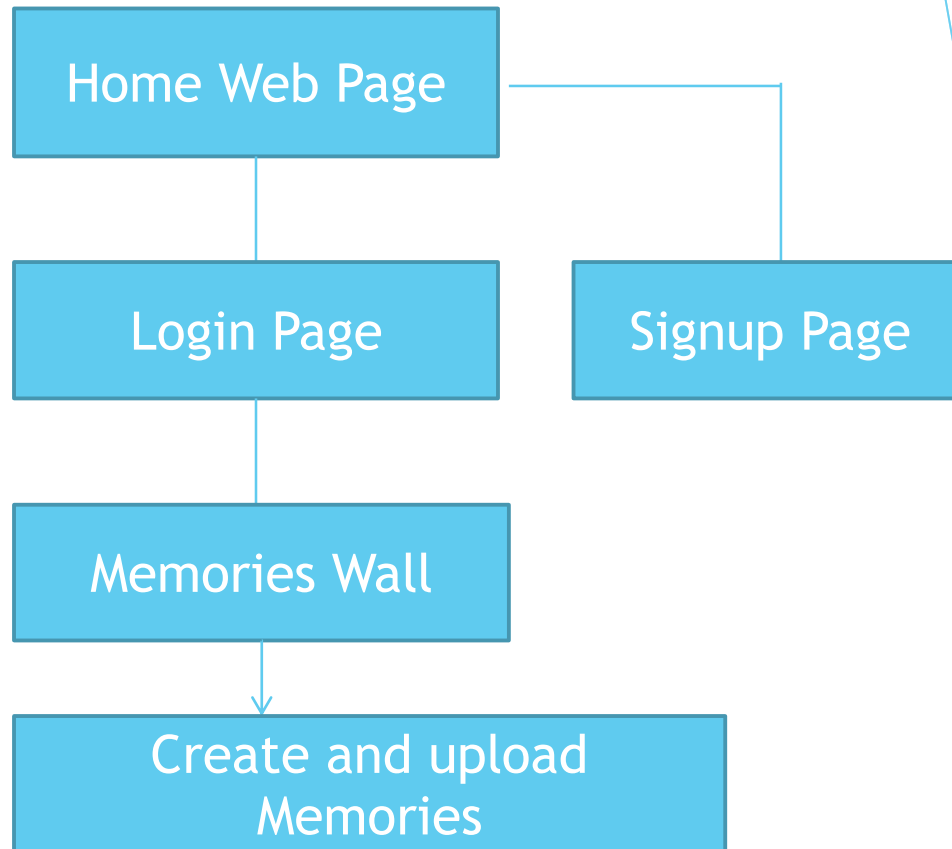 Home Web Page
Login Page
Signup Page
Memories Wall
Create and upload
Memories